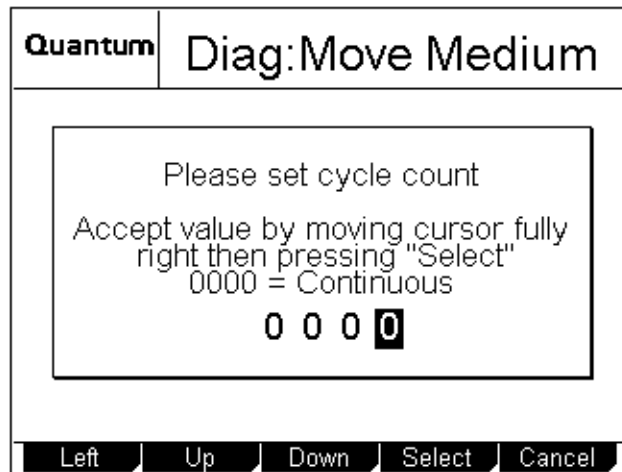 Quantum
Diag:Move Medium
Please set cycle count
Accept value by moving cursor fully
right then pressing "Select"
0000 = Continuous
0 0 0 0
Left Up Down Select Cancel